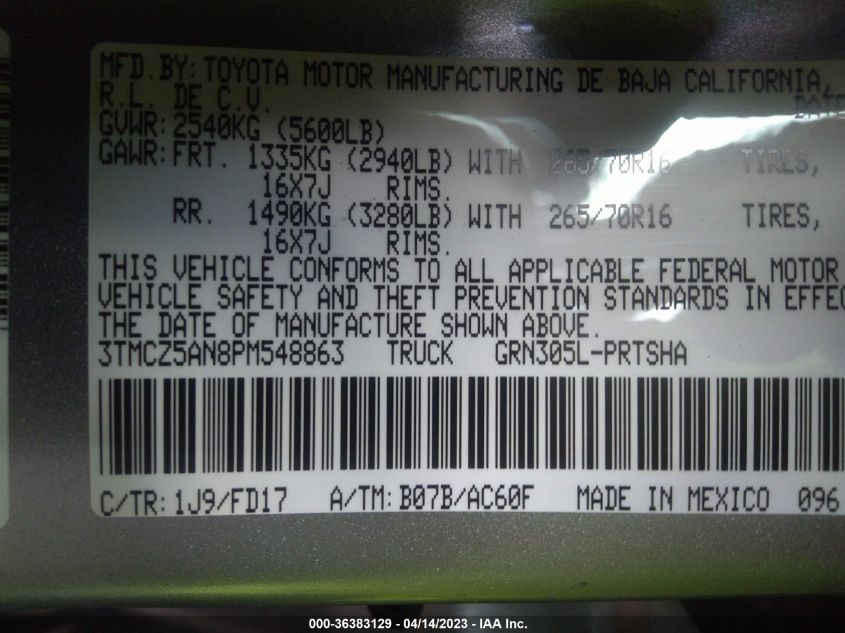 MFD.BY: TOYOTA MOTOR MANUFACTURING DE BAJA CALIFORNIA,
R.L. DE C.V. DATE
GVWR: 2540KG (5600LB)
GAWR: FRT. 1335KG (2940LB) WITH 265/70R16 TYRES,
16X7J RIMS.
RR. 1490KG (3280LB) WITH 265/70R16 TIRES,
16X7J RIMS.
THIS VEHICLE CONFORMS TO ALL APPLICABLE FEDERAL MOTOR
VEHICLE SAFETY AND THEFT PREVENTION STANDARDS IN EFFEC
THE DATE OF MANUFACTURE SHOWN ABOVE.
3TMCZ5AN8PM548863 TRUCK GRN305L-PRTSHA
C/TR: 1J9/FD17 A/TM: B07B/AC60F MADE IN MEXICO 096
000-36383129 - 04/14/2023 - IAA Inc.